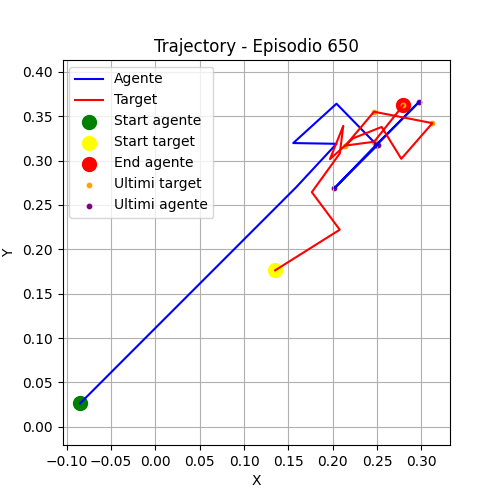 Trajectory - Episodio 650
Agente
Target
Start agente
Start target
End agente
Ultimi target
Ultimi agente
Y
0.40
0.35
0.30
0.25
0.20
0.15
0.10
0.05
0.00
−0.10
−0.05
0.00
0.05
0.10
0.15
0.20
0.25
0.30
X